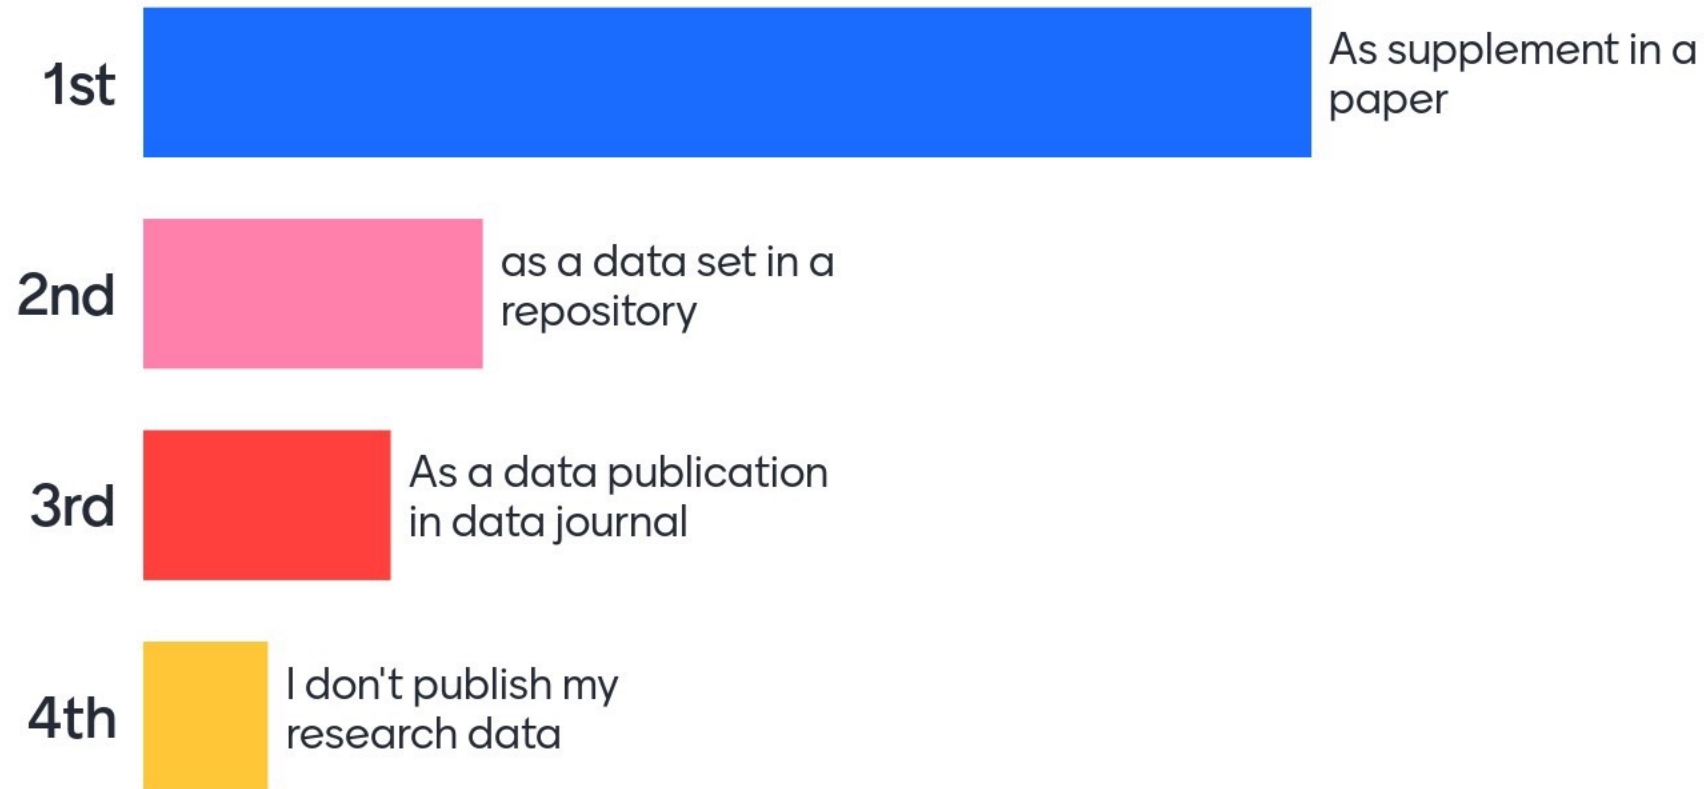 1st
As supplement in a
paper
2nd
as a data set in a
repository
3rd
As a data publication
in data journal
4th
I don't publish my
research data